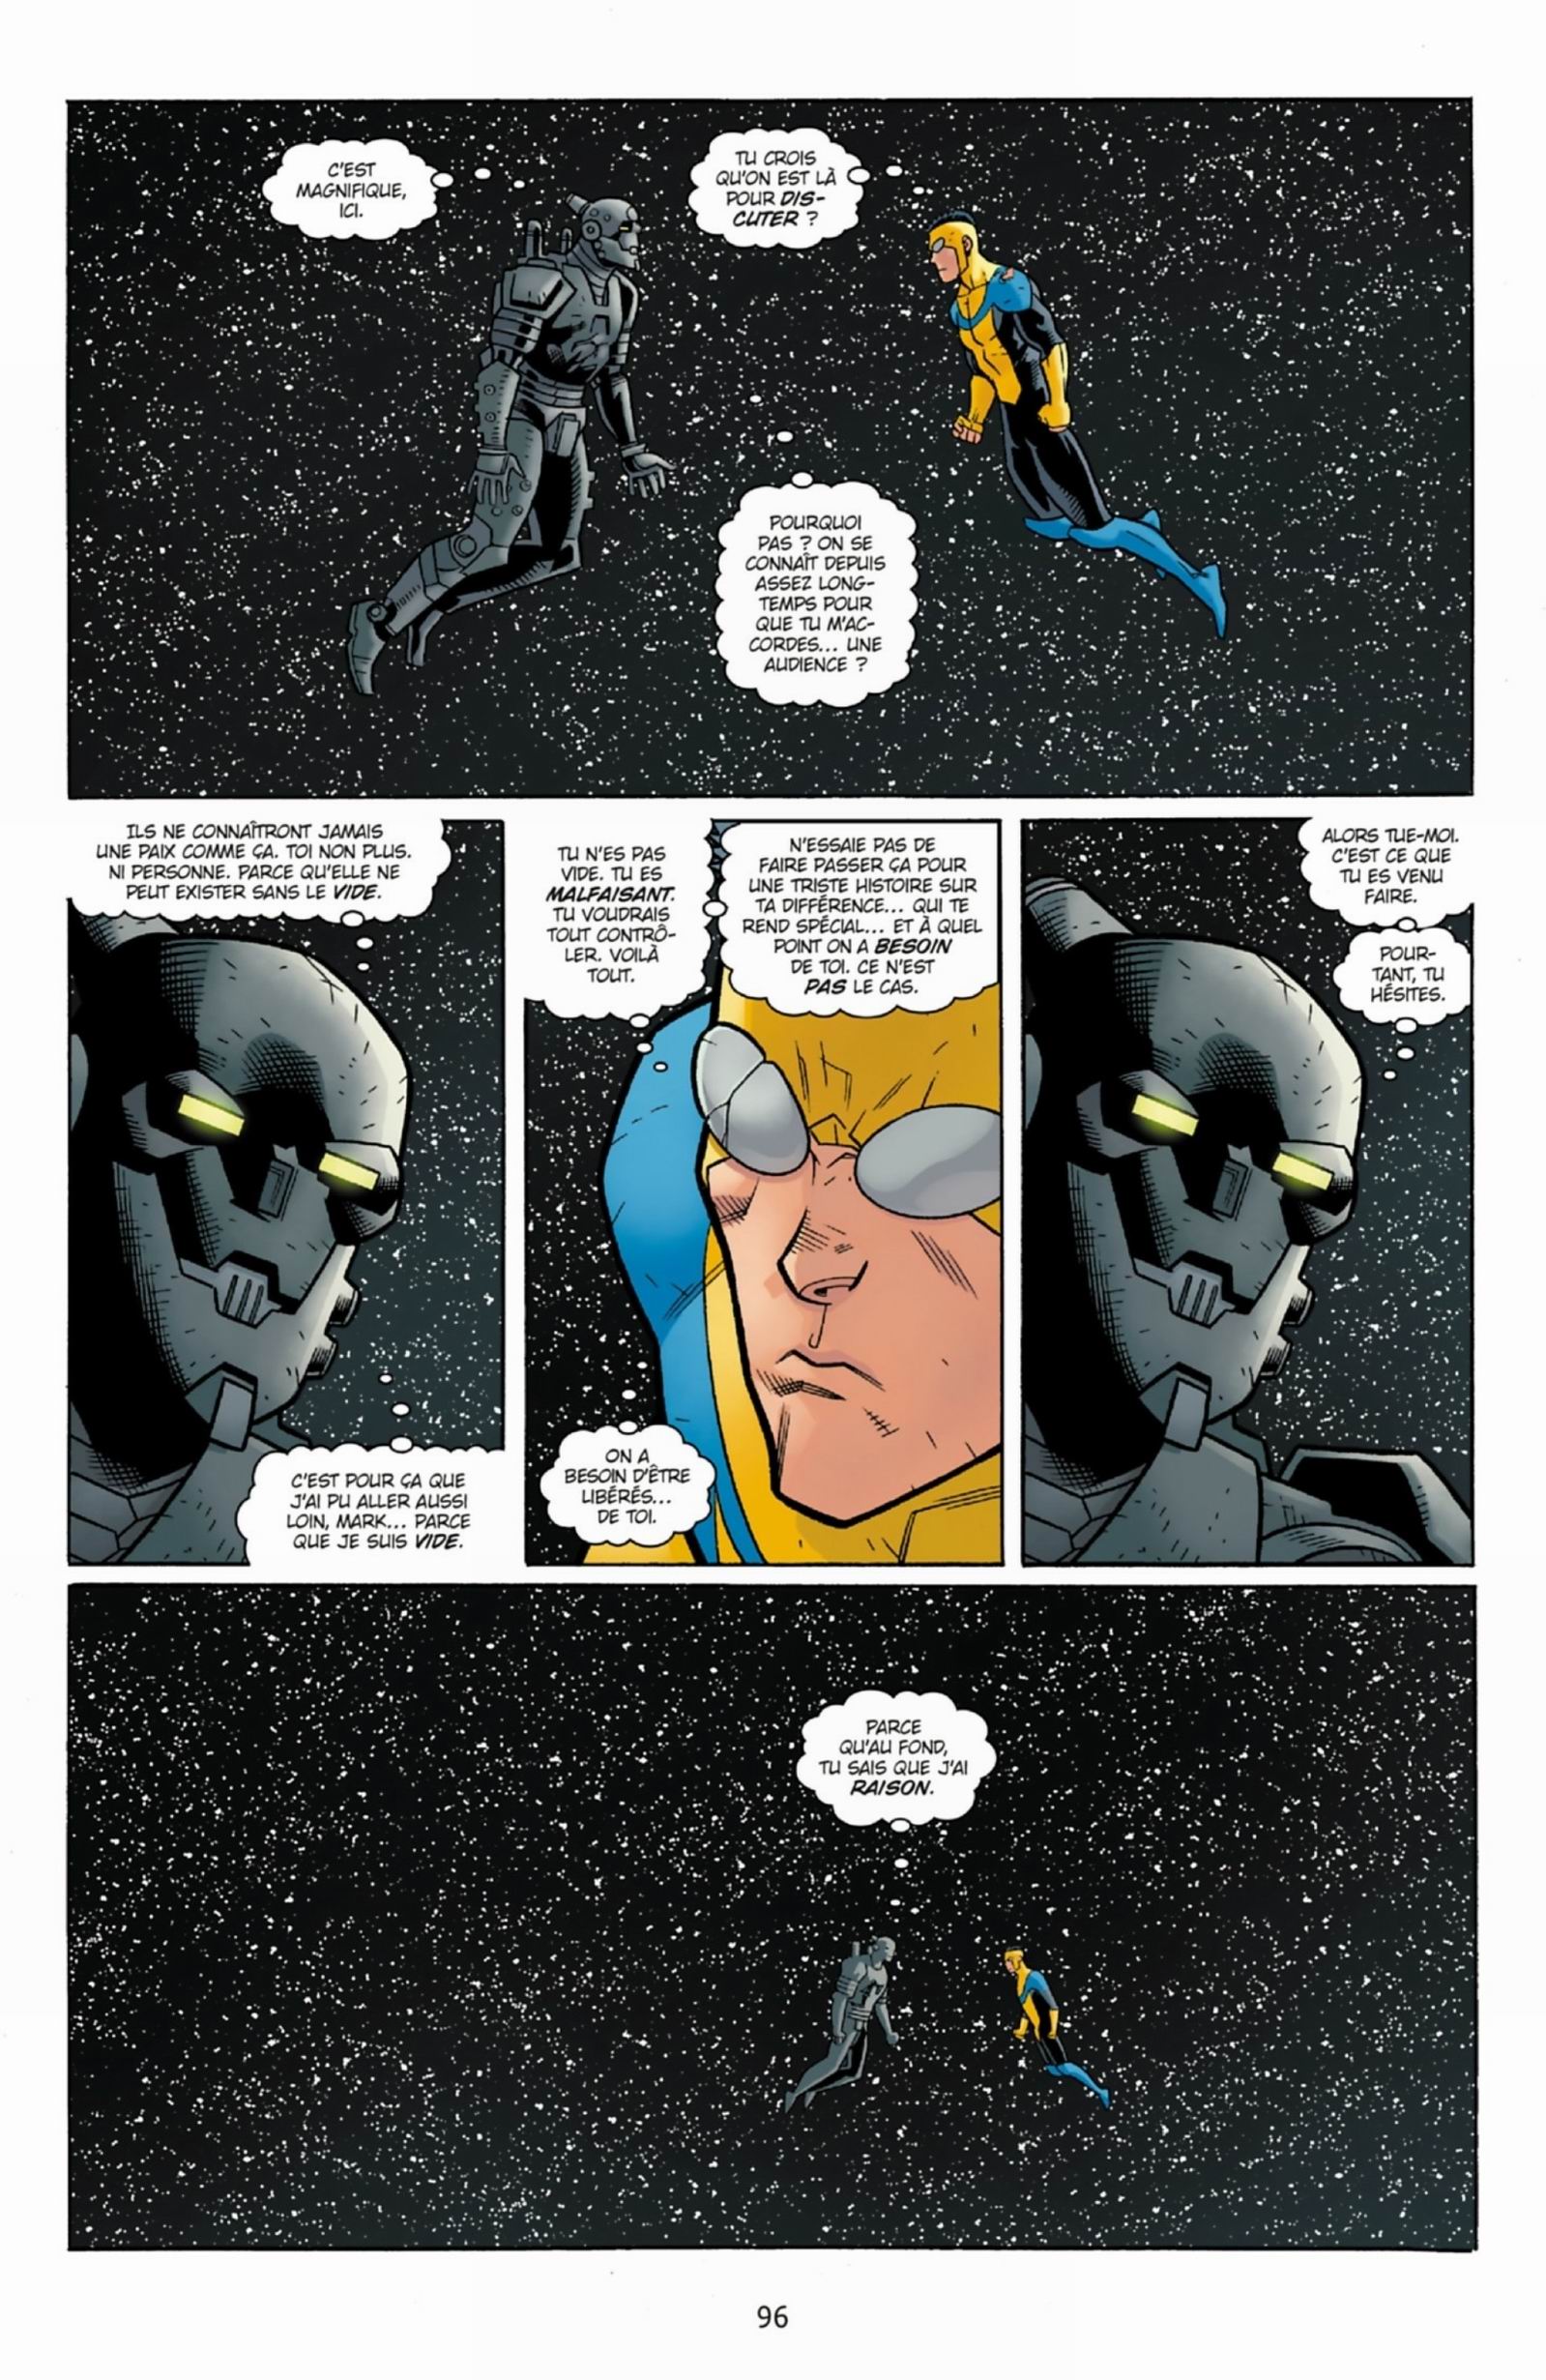 C'EST
MAGNIFIQUE,
ICI.
TU CROIS
QU'ON EST LÀ
POUR DIS-
CUTER ?
POURQUOI
PAS ? ON SE
CONNAÎT DEPUIS
ASSEZ LONG-
TEMPS POUR
QUE TU M'AC-
CORDES... UNE
AUDIENCE ?
ILS NE CONNAÎTRONT JAMAIS
UNE PAIX COMME ÇA. TOI NON PLUS.
NI PERSONNE. PARCE QU'ELLE NE
PEUT EXISTER SANS LE VIDE.
C'EST POUR ÇA QUE
J'AI PU ALLER AUSSI
LOIN, MARK... PARCE
QUE JE SUIS VIDE.
TU N'ES PAS
VIDE. TU ES
MALFAISANT.
TU VOUDRAIS
TOUT CONTRÔ-
LER. VOILÀ
TOUT.
N'ESSAIE PAS DE
FAIRE PASSER ÇA POUR
UNE TRISTE HISTOIRE SUR
TA DIFFÉRENCE... QUI TE
REND SPÉCIAL... ET À QUEL
POINT ON A BESOIN
DE TOI. CE N'EST
PAS LE CAS.
ON A
BESOIN D'ÊTRE
LIBÉRÉS...
DE TOI.
ALORS TUE-MOI.
C'EST CE QUE
TU ES VENU
FAIRE.
POUR-
TANT, TU
HÉSITES.
PARCE
QU'AU FOND,
TU SAIS QUE J'AI
RAISON.
96